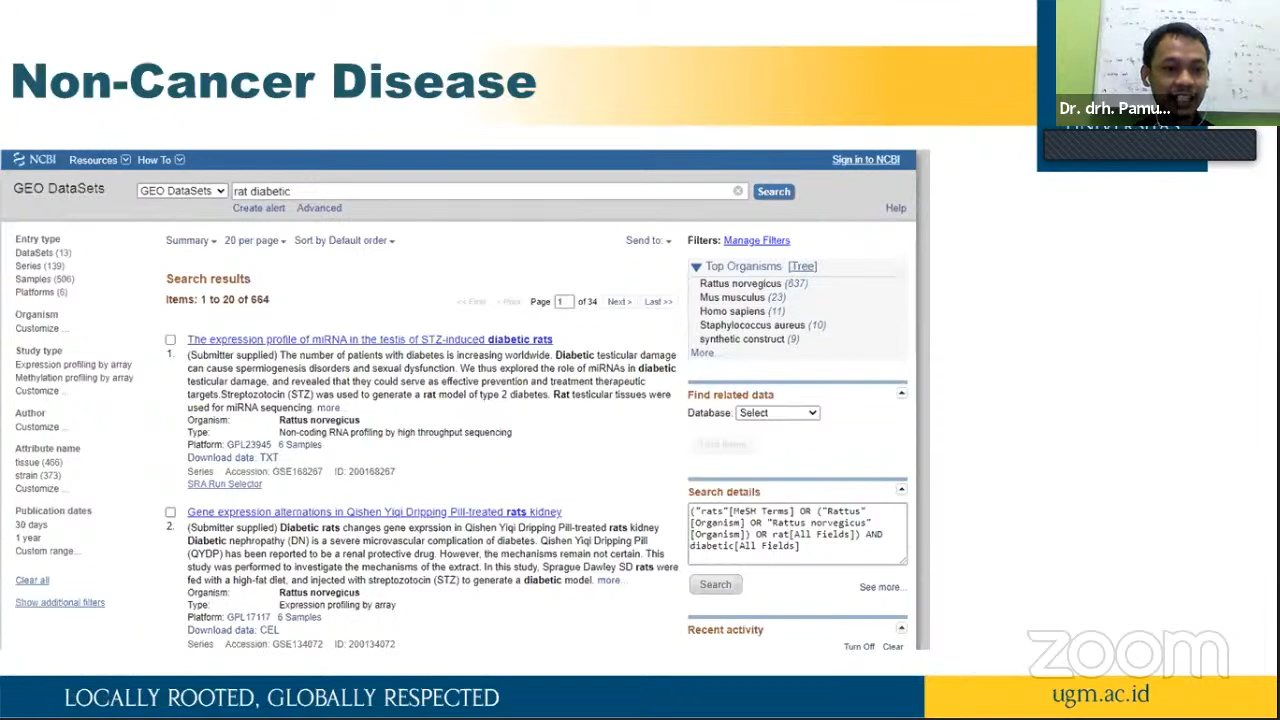 Non-Cancer Disease
Dr. drh. Pamu...
NCBI Resources How To Sign in to NCBI
GEO DataSets GEO DataSets rat diabetic Search
Create alert Advanced Help
Entry type
DataSets (13)
Series (139)
Samples (506)
Platforms (6)
Organism
Customize ...
Study type
Expression profiling by array
Methylation profiling by array
Customize ...
Author
Customize ...
Attribute name
tissue (466)
strain (373)
Customize ...
Publication dates
30 days
1 year
Custom range...
Clear all
Show additional filters
Summary 20 per page Sort by Default order Send to:
Search results
Items: 1 to 20 of 664
<< First < Prev Page 1 of 34 Next > Last >>
The expression profile of miRNA in the testis of STZ-induced diabetic rats
1. (Submitter supplied) The number of patients with diabetes is increasing worldwide. Diabetic testicular damage
can cause spermiogenesis disorders and sexual dysfunction. We thus explored the role of miRNAs in diabetic
testicular damage, and revealed that they could serve as effective prevention and treatment therapeutic
targets.Streptozotocin (STZ) was used to generate a rat model of type 2 diabetes. Rat testicular tissues were
used for miRNA sequencing. more...
Organism: Rattus norvegicus
Type: Non-coding RNA profiling by high throughput sequencing
Platform: GPL23945 6 Samples
Download data: TXT
Series Accession: GSE168267 ID: 200168267
SRA Run Selector
Gene expression alternations in Qishen Yiqi Dripping Pill-treated rats kidney
2. (Submitter supplied) Diabetic rats changes gene exprssion in Qishen Yiqi Dripping Pill-treated rats kidney
Diabetic nephropathy (DN) is a severe microvascular complication of diabetes. Qishen Yiqi Dripping Pill
(QYDP) has been reported to be a renal protective drug. However, the mechanisms remain not certain. This
study was performed to investigate the mechanisms of the extract. In this study, Sprague Dawley SD rats were
fed with a high-fat diet, and injected with streptozotocin (STZ) to generate a diabetic model. more...
Organism: Rattus norvegicus
Type: Expression profiling by array
Platform: GPL17117 6 Samples
Download data: CEL
Series Accession: GSE134072 ID: 200134072
Filters: Manage Filters
Top Organisms [Tree]
Rattus norvegicus (637)
Mus musculus (23)
Homo sapiens (11)
Staphylococcus aureus (10)
synthetic construct (9)
More...
Find related data
Database: Select
Find items
Search details
("rats"[MeSH Terms] OR ("Rattus"
[Organism] OR "Rattus norvegicus"
[Organism]) OR rat[All Fields]) AND
diabetic[All Fields]
Search See more...
Recent activity
Turn Off Clear
zoom
LOCALLY ROOTED, GLOBALLY RESPECTED
ugm.ac.id